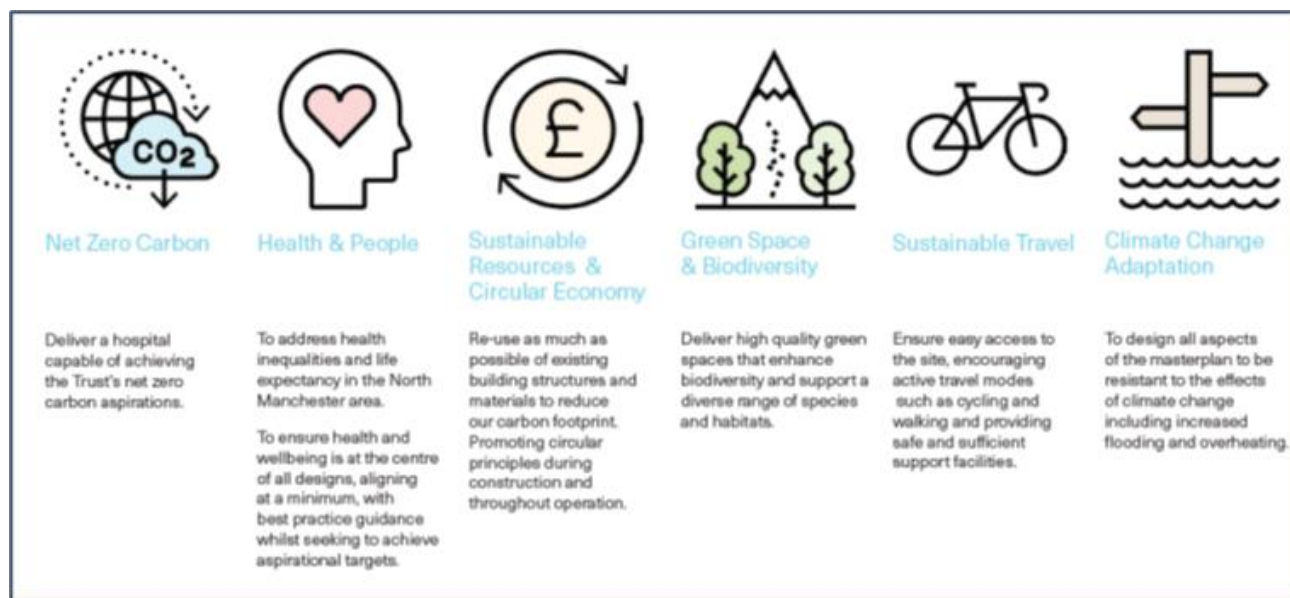 CO2
£
Net Zero Carbon
Deliver a hospital
capable of achieving
the Trust's net zero
carbon aspirations.
Health & People
To address health
inequalities and life
expectancy in the North
Manchester area.
To ensure health and
wellbeing is at the centre
of all designs, aligning
at a minimum, with
best practice guidance
whilst seeking to achieve
aspirational targets.
Sustainable
Resources &
Circular Economy
Re-use as much as
possible of existing
building structures and
materials to reduce
our carbon footprint.
Promoting circular
principles during
construction and
throughout operation.
Green Space
& Biodiversity
Deliver high quality green
spaces that enhance
biodiversity and support a
diverse range of species
and habitats.
Sustainable Travel
Ensure easy access to
the site, encouraging
active travel modes
such as cycling and
walking and providing
safe and sufficient
support facilities.
Climate Change
Adaptation
To design all aspects
of the masterplan to be
resistant to the effects
of climate change
including increased
flooding and overheating.